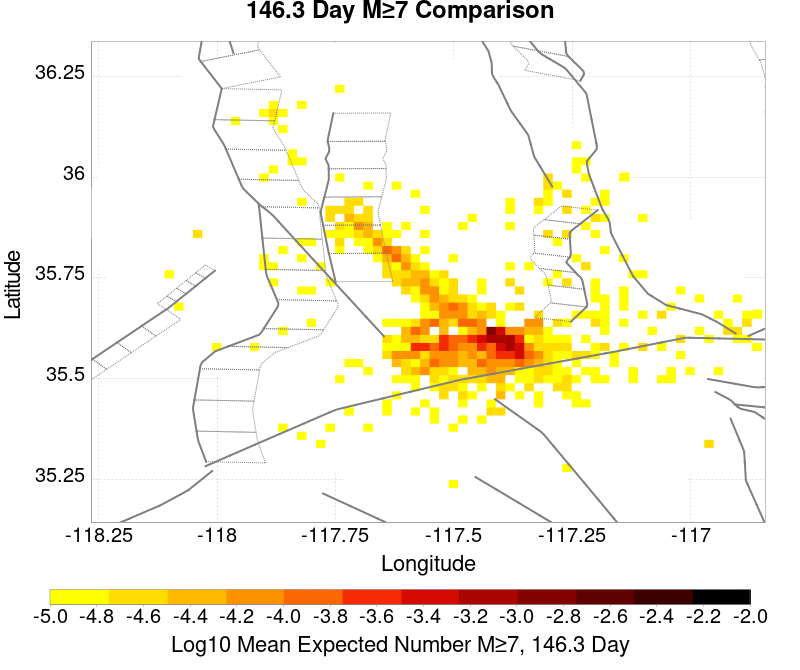 146.3 Day M≥7 Comparison
36.25
36
35.75
35.5
35.25
Latitude
-118.25 -118 -117.75 -117.5 -117.25 -117
Longitude
-5.0 -4.8 -4.6 -4.4 -4.2 -4.0 -3.8 -3.6 -3.4 -3.2 -3.0 -2.8 -2.6 -2.4 -2.2 -2.0
Log10 Mean Expected Number M≥7, 146.3 Day